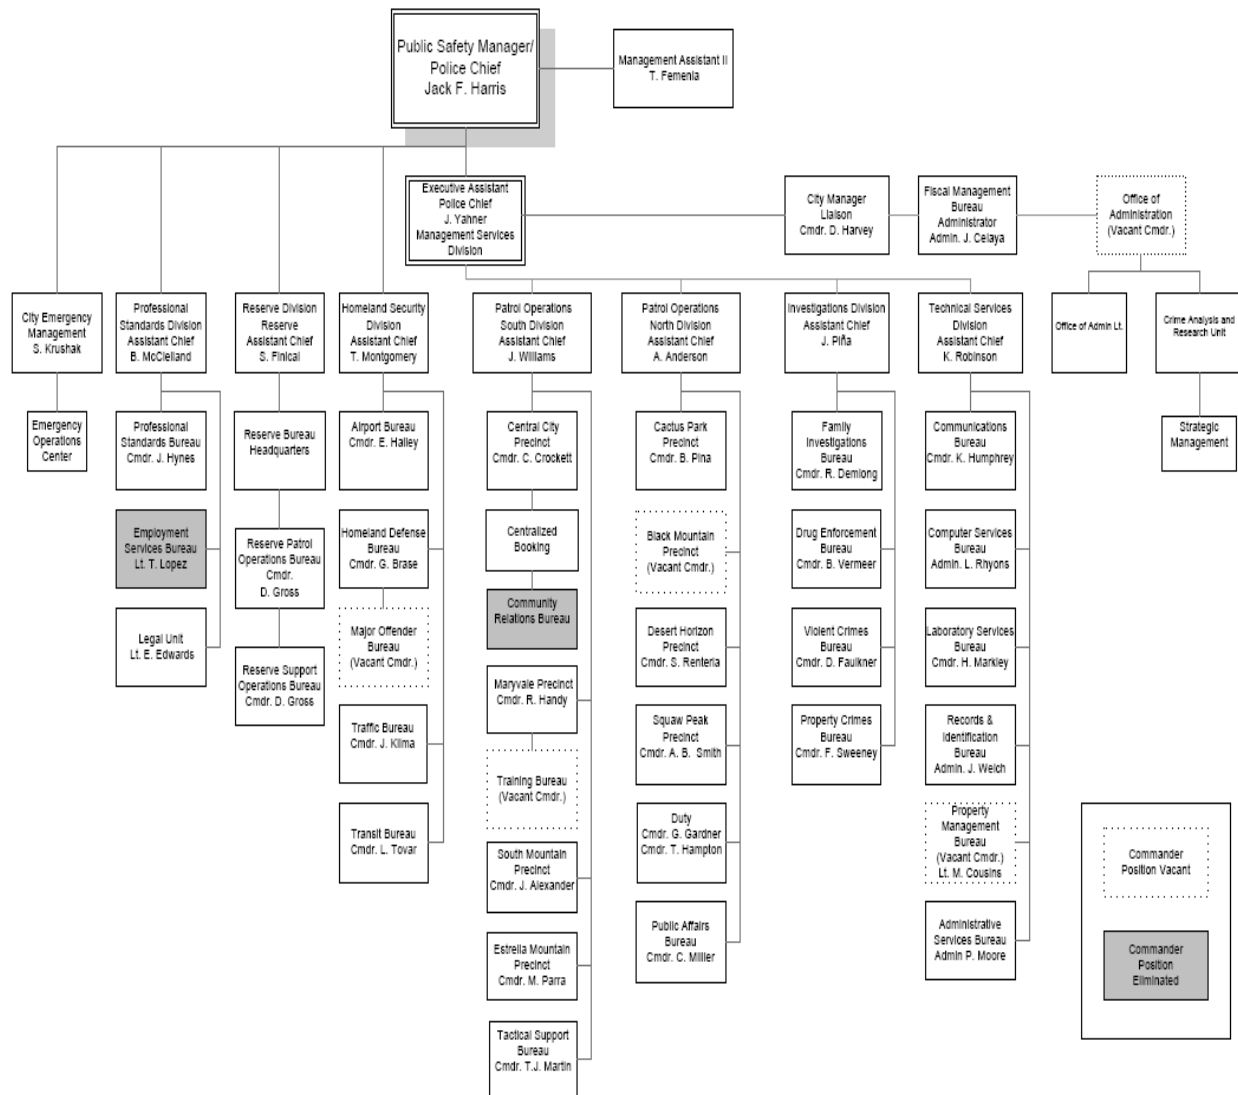 Public Safety Manager/
Police Chief
Jack F. Harris
Management Assistant II
T. Femenia
Executive Assistant
Police Chief
J. Yahner
Management Services
Division
City Manager
Liaison
Cmdr. D. Harvey
Fiscal Management
Bureau
Administrator
Admin. J. Celaya
Office of
Administration
(Vacant Cmdr.)
City Emergency
Management
S. Krushak
Professional
Standards Division
Assistant Chief
B. McClelland
Reserve Division
Reserve
Assistant Chief
S. Finical
Homeland Security
Division
Assistant Chief
T. Montgomery
Patrol Operations
South Division
Assistant Chief
J. Williams
Patrol Operations
North Division
Assistant Chief
A. Anderson
Investigations Division
Assistant Chief
J. Piña
Technical Services
Division
Assistant Chief
K. Robinson
Office of Admin Lt.
Crime Analysis and
Research Unit
Emergency
Operations
Center
Professional
Standards Bureau
Cmdr. J. Hynes
Reserve Bureau
Headquarters
Airport Bureau
Cmdr. E. Hailey
Central City
Precinct
Cmdr. C. Crockett
Cactus Park
Precinct
Cmdr. B. Pina
Family
Investigations
Bureau
Cmdr. R. Demlong
Communications
Bureau
Cmdr. K. Humphrey
Strategic
Management
Employment
Services Bureau
Lt. T. Lopez
Reserve Patrol
Operations Bureau
Cmdr.
D. Gross
Homeland Defense
Bureau
Cmdr. G. Brase
Centralized
Booking
Black Mountain
Precinct
(Vacant Cmdr.)
Drug Enforcement
Bureau
Cmdr. B. Vermeer
Computer Services
Bureau
Admin. L. Rhyons
Legal Unit
Lt. E. Edwards
Reserve Support
Operations Bureau
Cmdr. D. Gross
Major Offender
Bureau
(Vacant Cmdr.)
Community
Relations Bureau
Desert Horizon
Precinct
Cmdr. S. Renteria
Violent Crimes
Bureau
Cmdr. D. Faulkner
Laboratory Services
Bureau
Cmdr. H. Markley
Maryvale Precinct
Cmdr. R. Handy
Traffic Bureau
Cmdr. J. Klima
Squaw Peak
Precinct
Cmdr. A. B. Smith
Property Crimes
Bureau
Cmdr. F. Sweeney
Records &
Identification
Bureau
Admin. J. Welch
Training Bureau
(Vacant Cmdr.)
Transit Bureau
Cmdr. L. Tovar
Duty
Cmdr. G. Gardner
Cmdr. T. Hampton
Property
Management
Bureau
(Vacant Cmdr.)
Lt. M. Cousins
South Mountain
Precinct
Cmdr. J. Alexander
Public Affairs
Bureau
Cmdr. C. Miller
Administrative
Services Bureau
Admin P. Moore
Estrella Mountain
Precinct
Cmdr. M. Parra
Tactical Support
Bureau
Cmdr. T.J. Martin
Commander
Position Vacant
Commander
Position
Eliminated